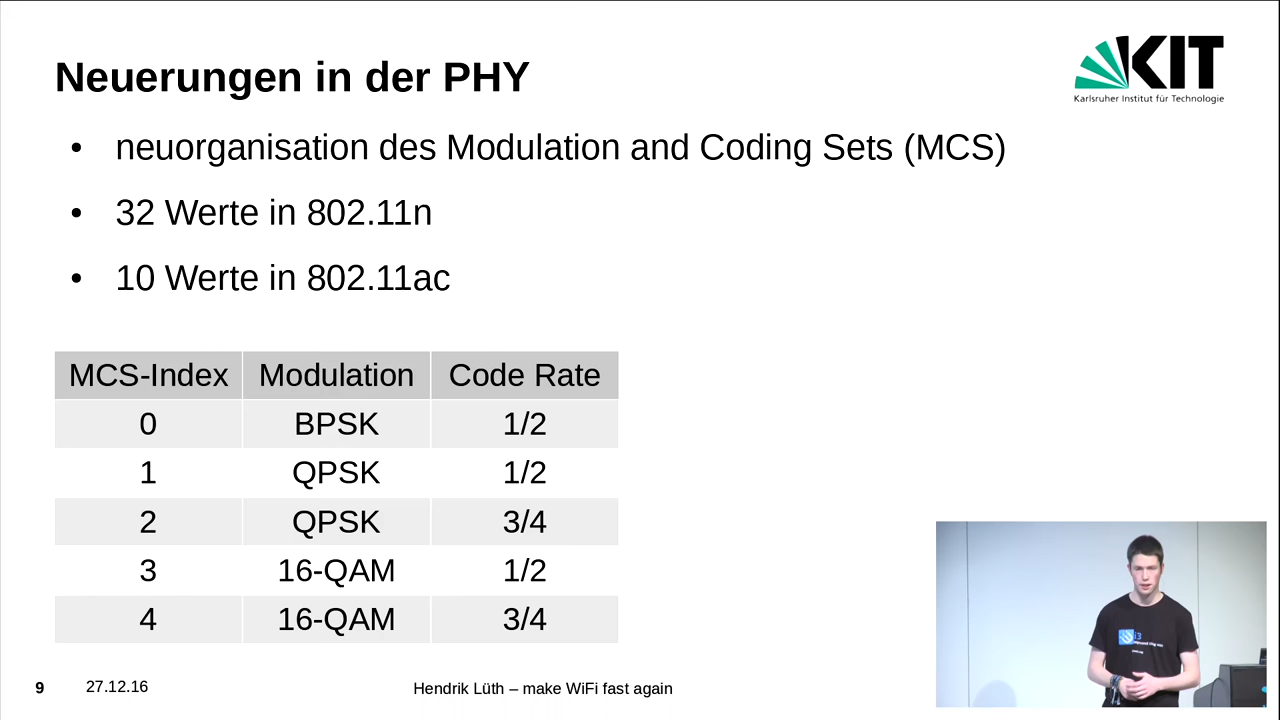 Neuerungen in der PHY
KIT
Karlsruher Institut für Technologie
• neuorganisation des Modulation and Coding Sets (MCS)
• 32 Werte in 802.11n
• 10 Werte in 802.11ac
MCS-Index Modulation Code Rate
0 BPSK 1/2
1 QPSK 1/2
2 QPSK 3/4
3 16-QAM 1/2
4 16-QAM 3/4
i3
9 27.12.16 Hendrik Lüth – make WiFi fast again